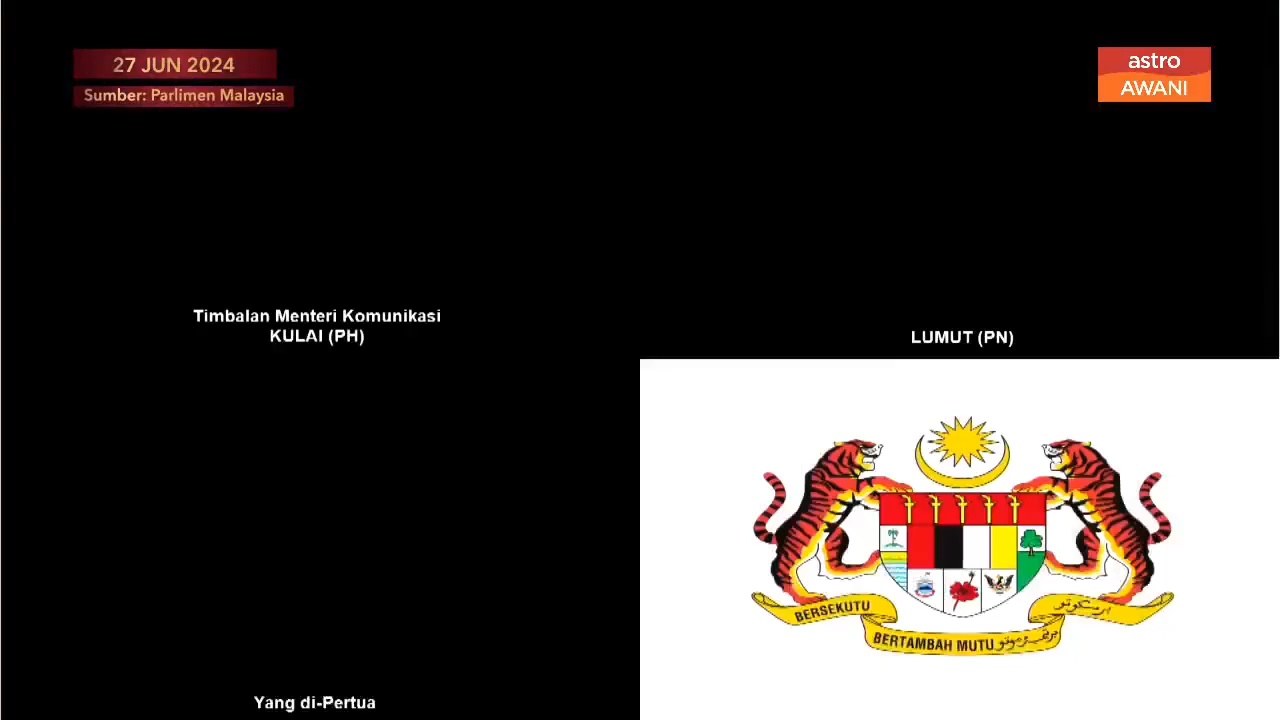 27 JUN 2024
Sumber: Parlimen Malaysia
astro
AWANI
Timbalan Menteri Komunikasi
KULAI (PH)
LUMUT (PN)
BERSEKUTU
BERTAMBAH MUTU
Yang di-Pertua